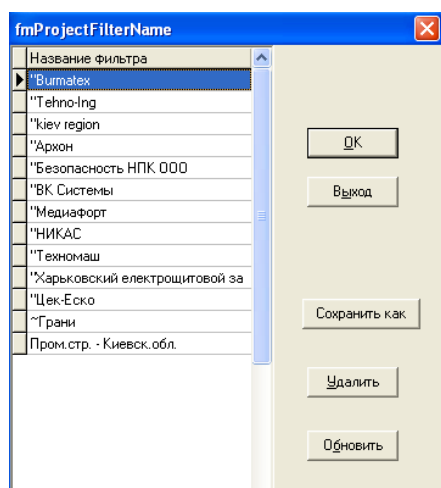 fmProjectFilterName
Название фильтра
"Burmatex
"Tehno-Ing
"kiev region
"Архон
"Безопасность НПК ООО
"ВК Системы
"Медиафорт
"НИКАС
"Техномаш
"Харьковский електрощитовой за
"Цек-Еско
~Грани
Пром.стр. - Киевск.обл.
OK
Выход
Сохранить как
Удалить
Обновить